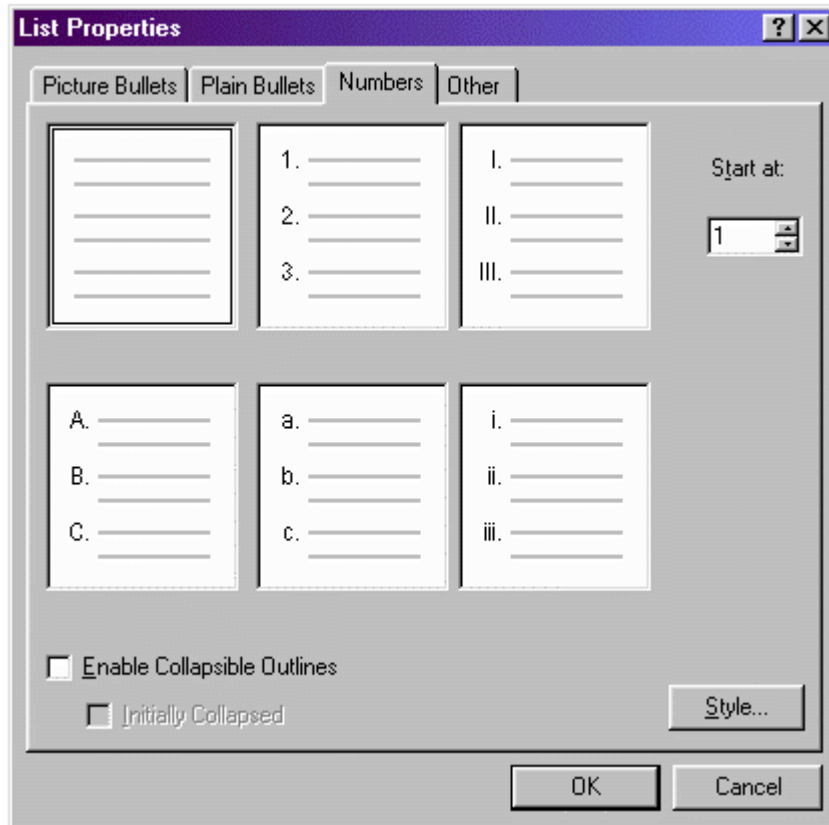 List Properties
Picture Bullets Plain Bullets Numbers Other
1.
2.
3.
I.
II.
III.
Start at:
1
A.
B.
C.
a.
b.
c.
i.
ii.
iii.
Enable Collapsible Outlines
Initially Collapsed
Style...
OK Cancel